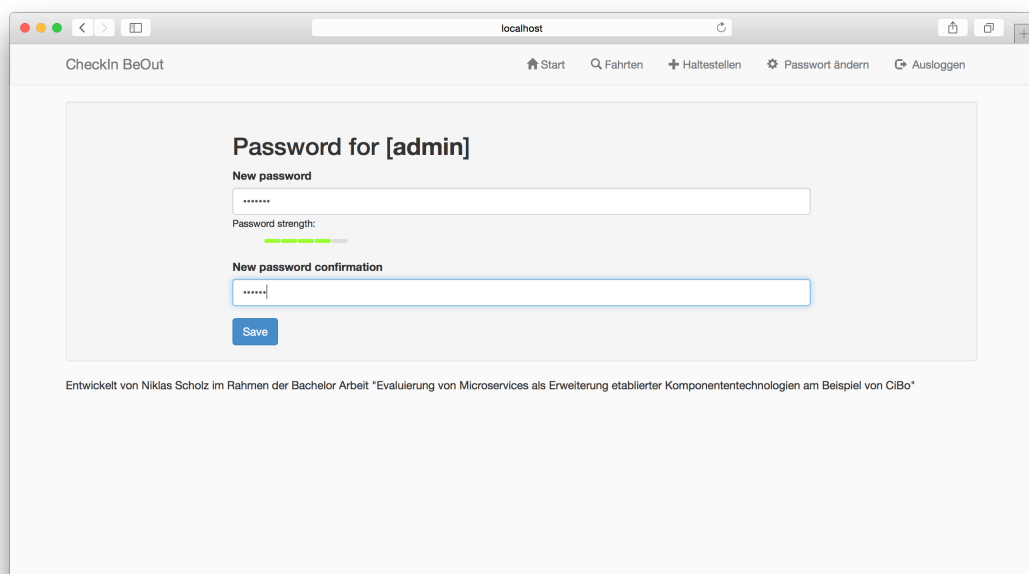 localhost
CheckIn BeOut
Start Fahrten Haltestellen Passwort ändern Ausloggen
Password for [admin]
New password
•••••••
Password strength:
New password confirmation
••••••
Save
Entwickelt von Niklas Scholz im Rahmen der Bachelor Arbeit "Evaluierung von Microservices als Erweiterung etablierter Komponententechnologien am Beispiel von CiBo"